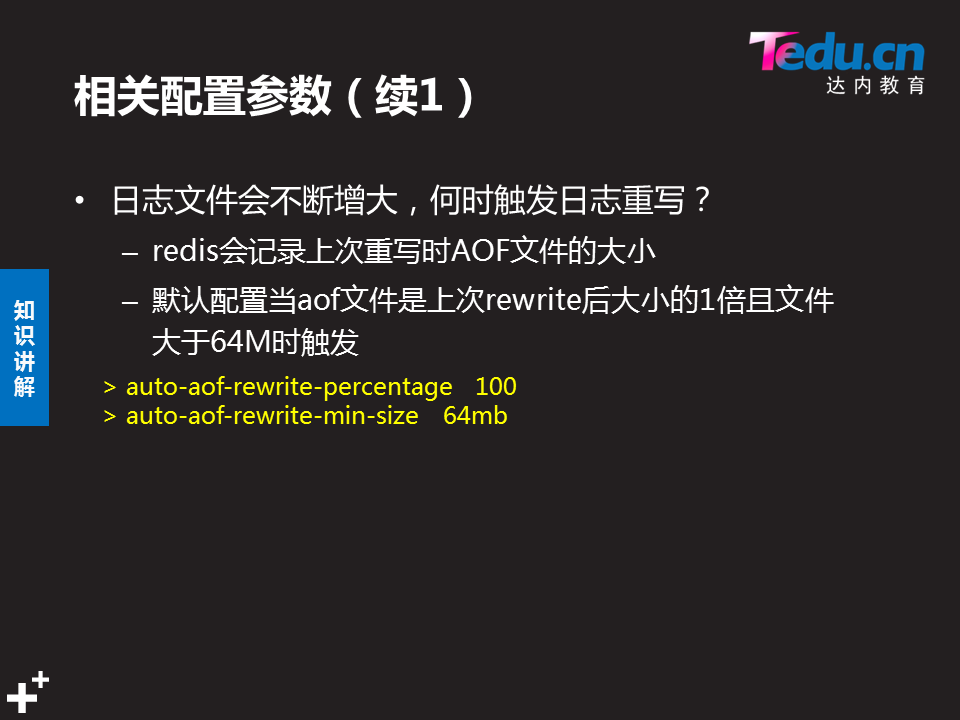 Tedu.cn
达内教育
相关配置参数（续1）
• 日志文件会不断增大，何时触发日志重写？
– redis会记录上次重写时AOF文件的大小
– 默认配置当aof文件是上次rewrite后大小的1倍且文件
大于64M时触发
> auto-aof-rewrite-percentage 100
> auto-aof-rewrite-min-size 64mb
知
识
讲
解